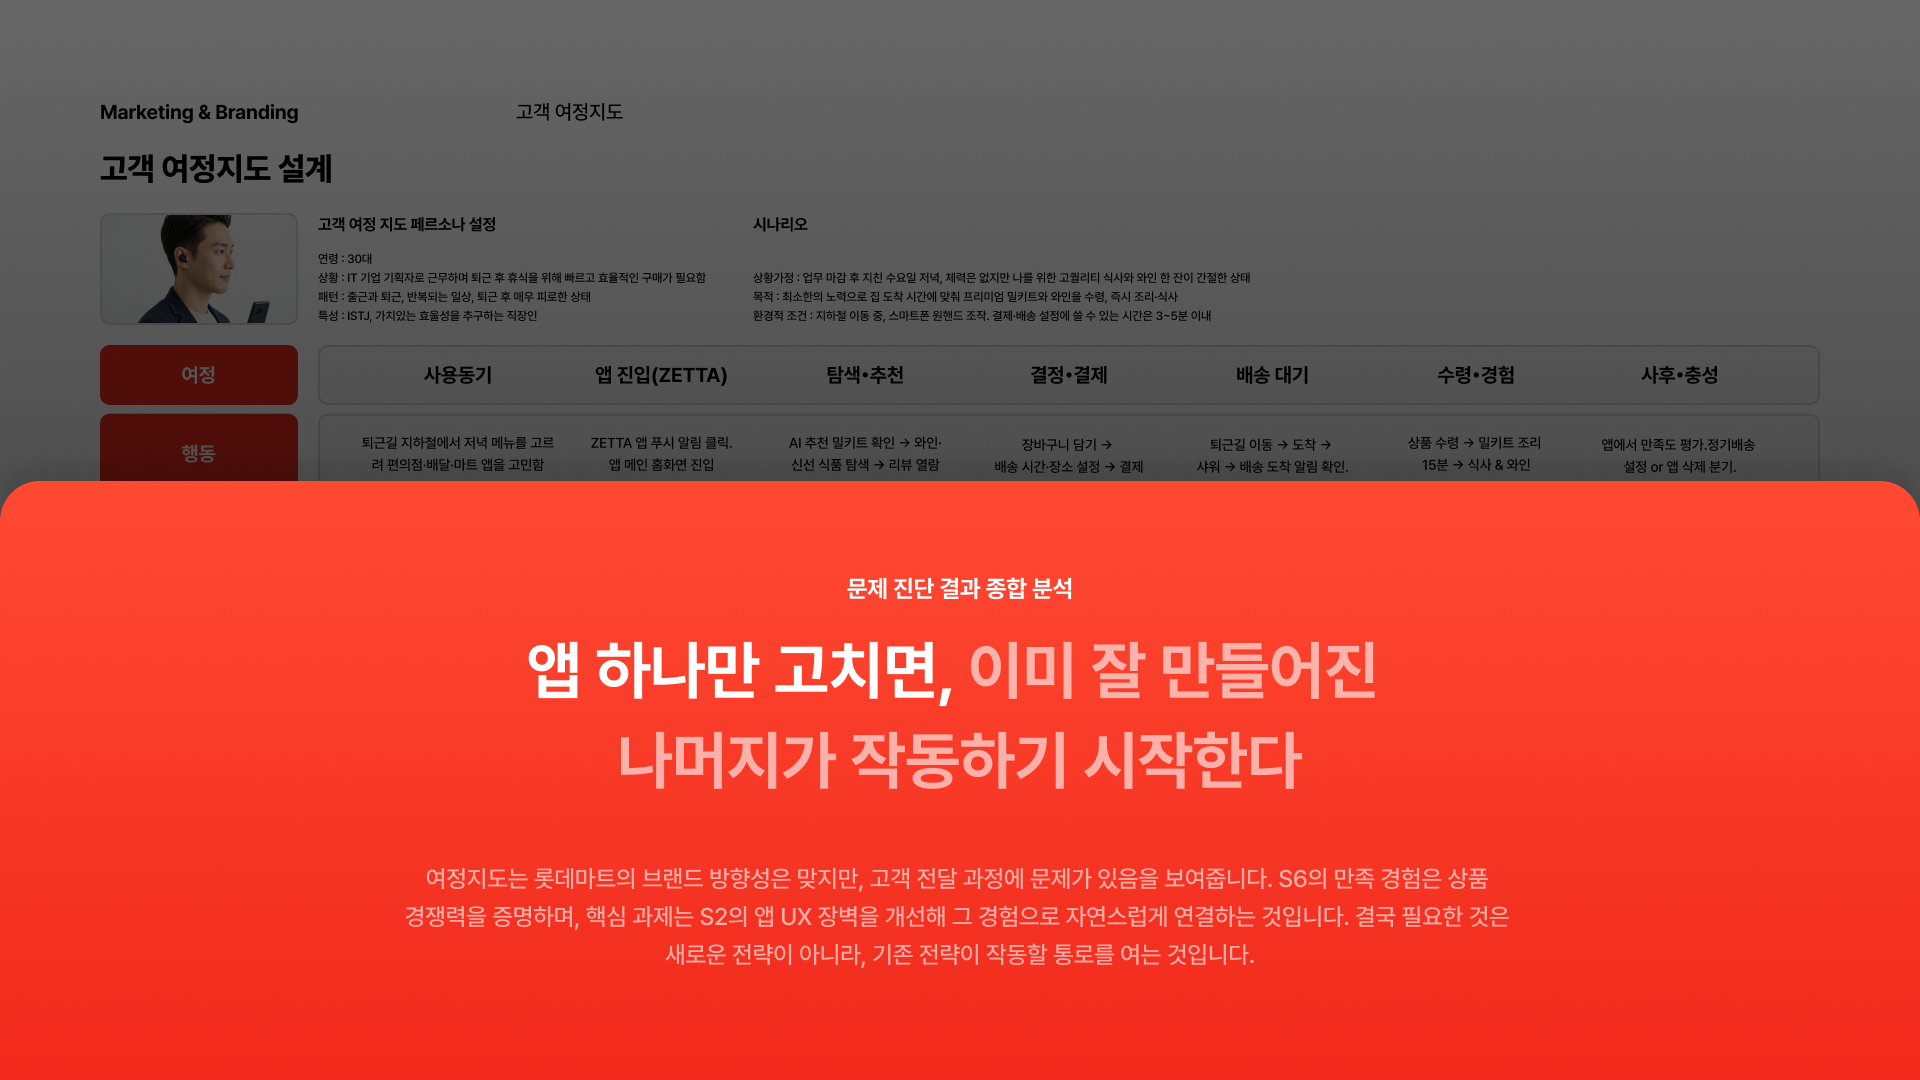 Marketing & Branding
고객 여정지도
고객 여정지도 설계
고객 여정 지도 페르소나 설정
연령 : 30대
상황 : IT 기업 기획자로 근무하며 퇴근 후 휴식을 위해 빠르고 효율적인 구매가 필요함
패턴 : 출근과 퇴근, 반복되는 일상, 퇴근 후 매우 피로한 상태
특성 : ISTJ, 가치있는 효율성을 추구하는 직장인
시나리오
상황가정 : 업무 마감 후 지친 수요일 저녁, 체력은 없지만 나를 위한 고퀄리티 식사와 와인 한 잔이 간절한 상태
목적 : 최소한의 노력으로 집 도착 시간에 맞춰 프리미엄 밀키트와 와인을 수령, 즉시 조리·식사
환경적 조건 : 지하철 이동 중, 스마트폰 원핸드 조작. 결제·배송 설정에 쓸 수 있는 시간은 3~5분 이내
여정
사용동기
앱 진입(ZETTA)
탐색•추천
결정•결제
배송 대기
수령•경험
사후•충성
행동
퇴근길 지하철에서 저녁 메뉴를 고르
려 편의점·배달·마트 앱을 고민함
ZETTA 앱 푸시 알림 클릭.
앱 메인 홈화면 진입
AI 추천 밀키트 확인 → 와인·
신선 식품 탐색 → 리뷰 열람
장바구니 담기 →
배송 시간·장소 설정 → 결제
퇴근길 이동 → 도착 →
샤워 → 배송 도착 알림 확인.
상품 수령 → 밀키트 조리
15분 → 식사 & 와인
앱에서 만족도 평가.정기배송
설정 or 앱 삭제 분기.
문제 진단 결과 종합 분석
앱 하나만 고치면, 이미 잘 만들어진
나머지가 작동하기 시작한다
여정지도는 롯데마트의 브랜드 방향성은 맞지만, 고객 전달 과정에 문제가 있음을 보여줍니다. S6의 만족 경험은 상품
경쟁력을 증명하며, 핵심 과제는 S2의 앱 UX 장벽을 개선해 그 경험으로 자연스럽게 연결하는 것입니다. 결국 필요한 것은
새로운 전략이 아니라, 기존 전략이 작동할 통로를 여는 것입니다.